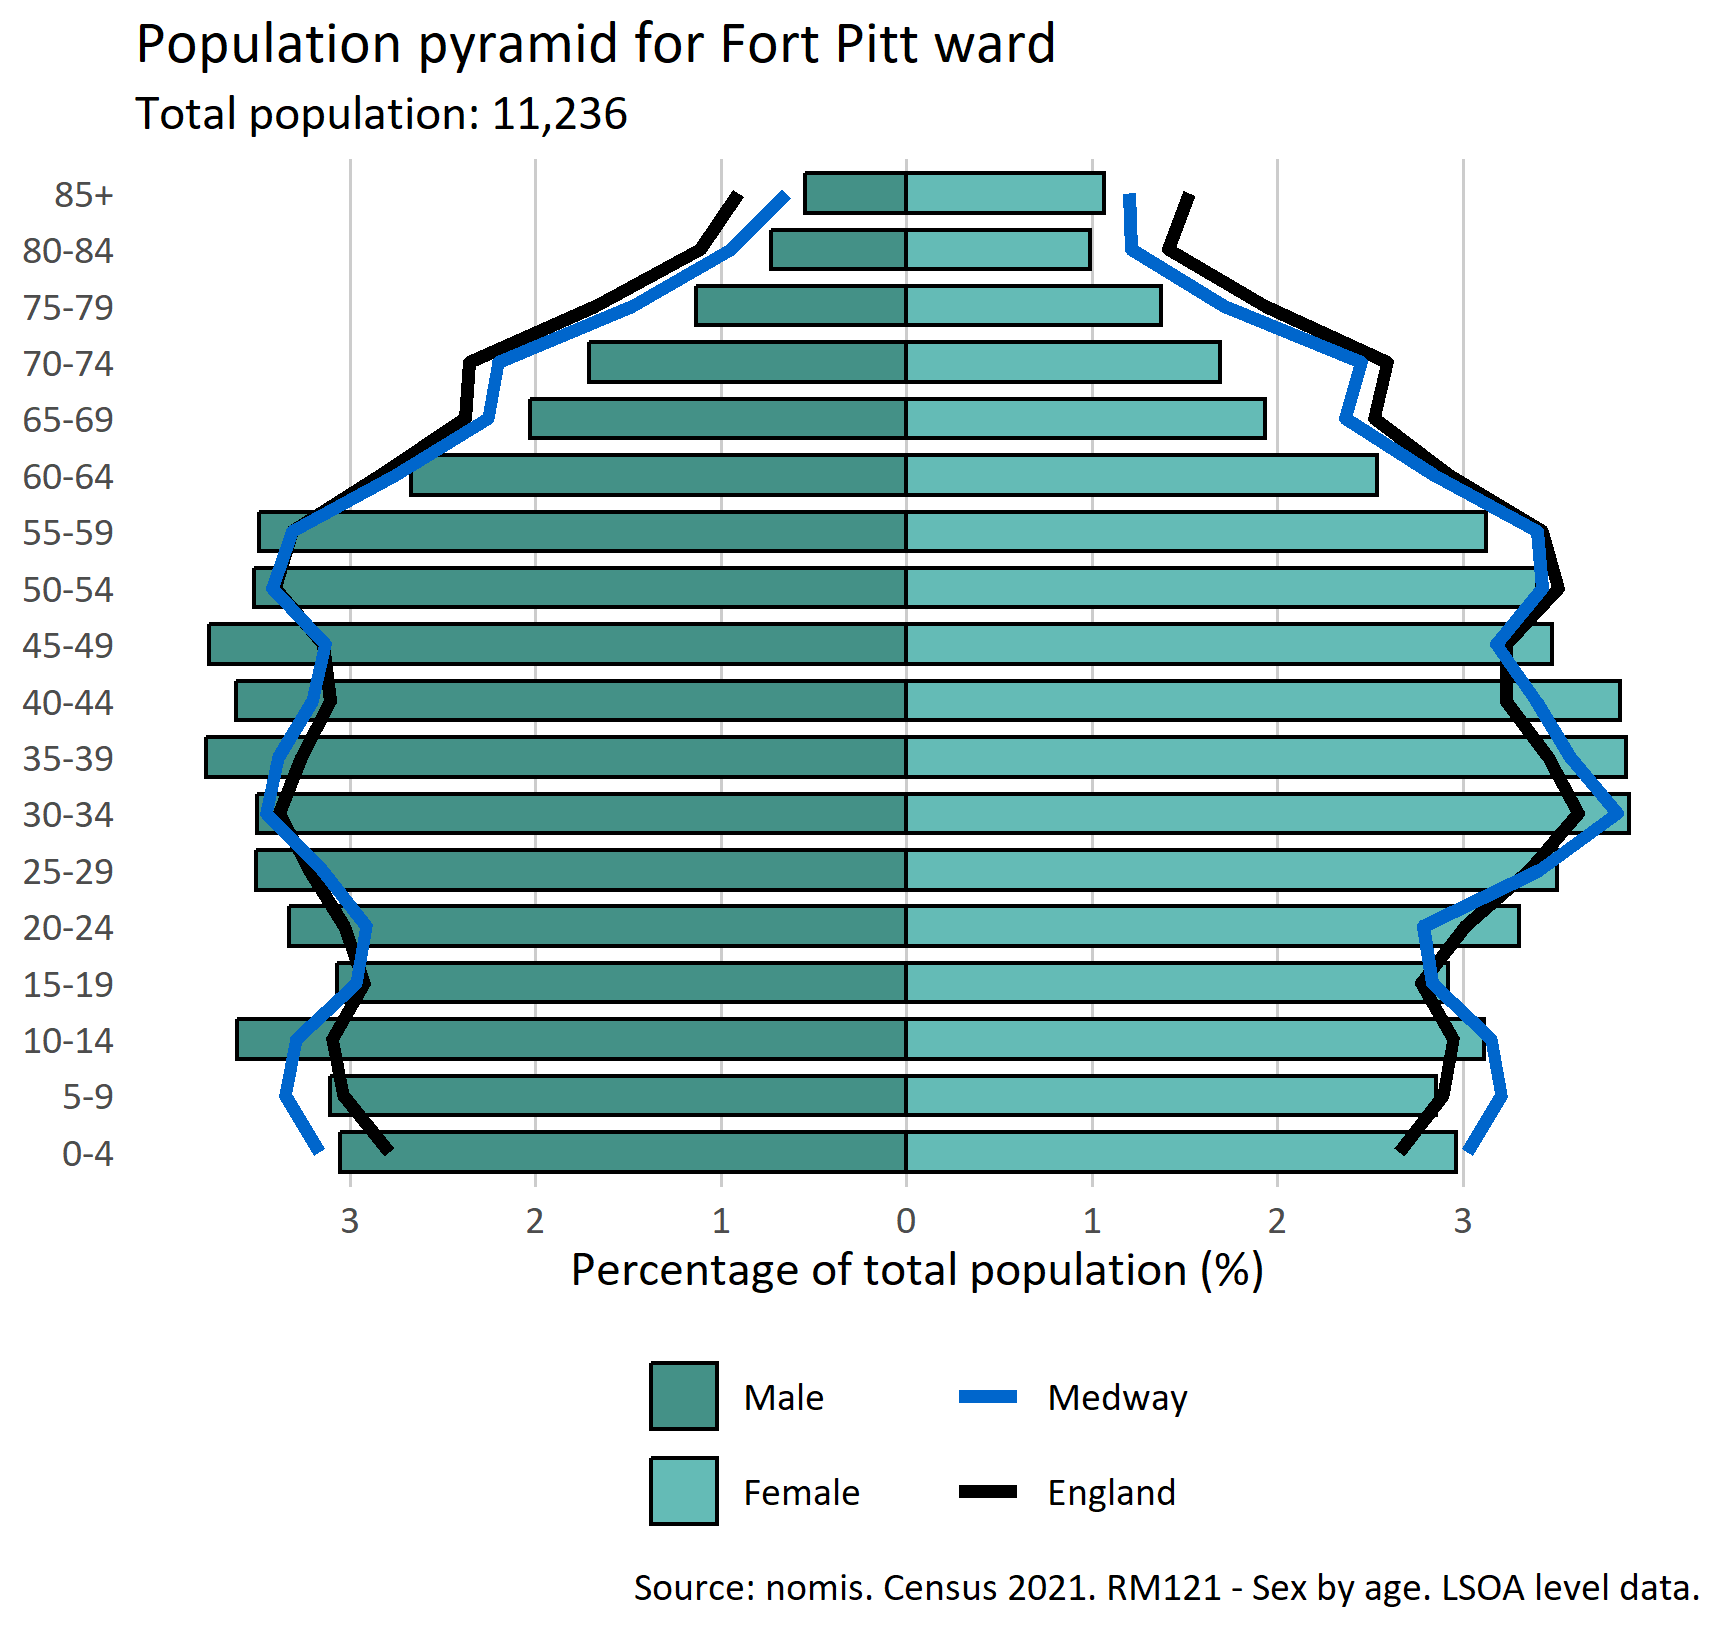 Population pyramid for Fort Pitt ward
Total population: 11,236
85+
80-84
75-79
70-74
65-69
60-64
55-59
50-54
45-49
40-44
35-39
30-34
25-29
20-24
15-19
10-14
5-9
0-4
3 2 1 0 1 2 3
Percentage of total population (%)
Male Medway
Female England
Source: nomis. Census 2021. RM121 - Sex by age. LSOA level data.